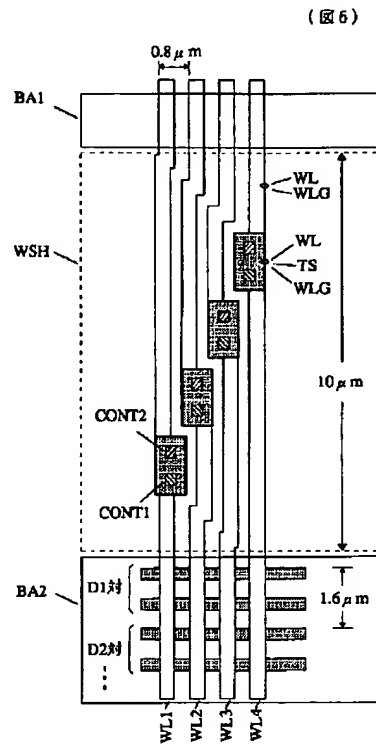 (図6)
0.8μm
BA1
WL
WLG
WSH
WL
TS
WLG
10μm
CONT2
CONT1
D1対
BA2
1.6μm
D2対
WL1
WL2
WL3
WL4